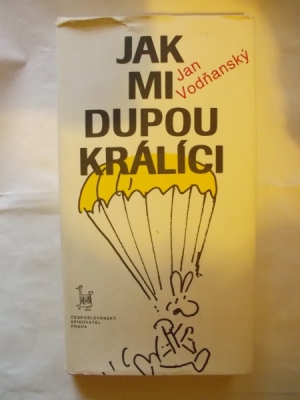 JAK
MI
DUPOU
KRÁLÍCI
Jan
Vodňanský
ČESKOSLOVENSKÝ
SPISOVATEL
PRAHA